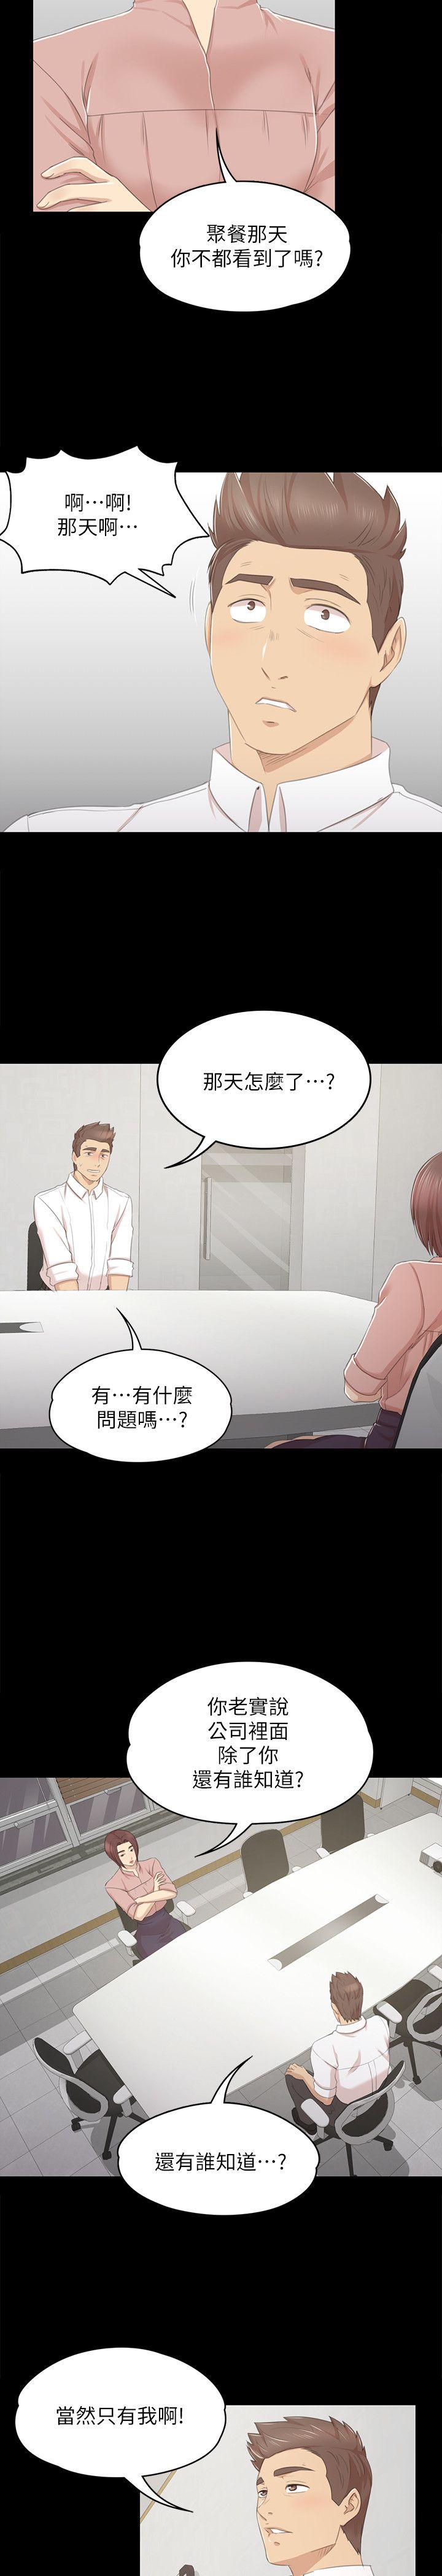 聚餐那天
你不都看到了嗎?
啊⋯啊!
那天啊⋯
那天怎麼了⋯?
有⋯有什麼
問題嗎⋯?
你老實說
公司裡面
除了你
還有誰知道?
還有誰知道⋯?
當然只有我啊!